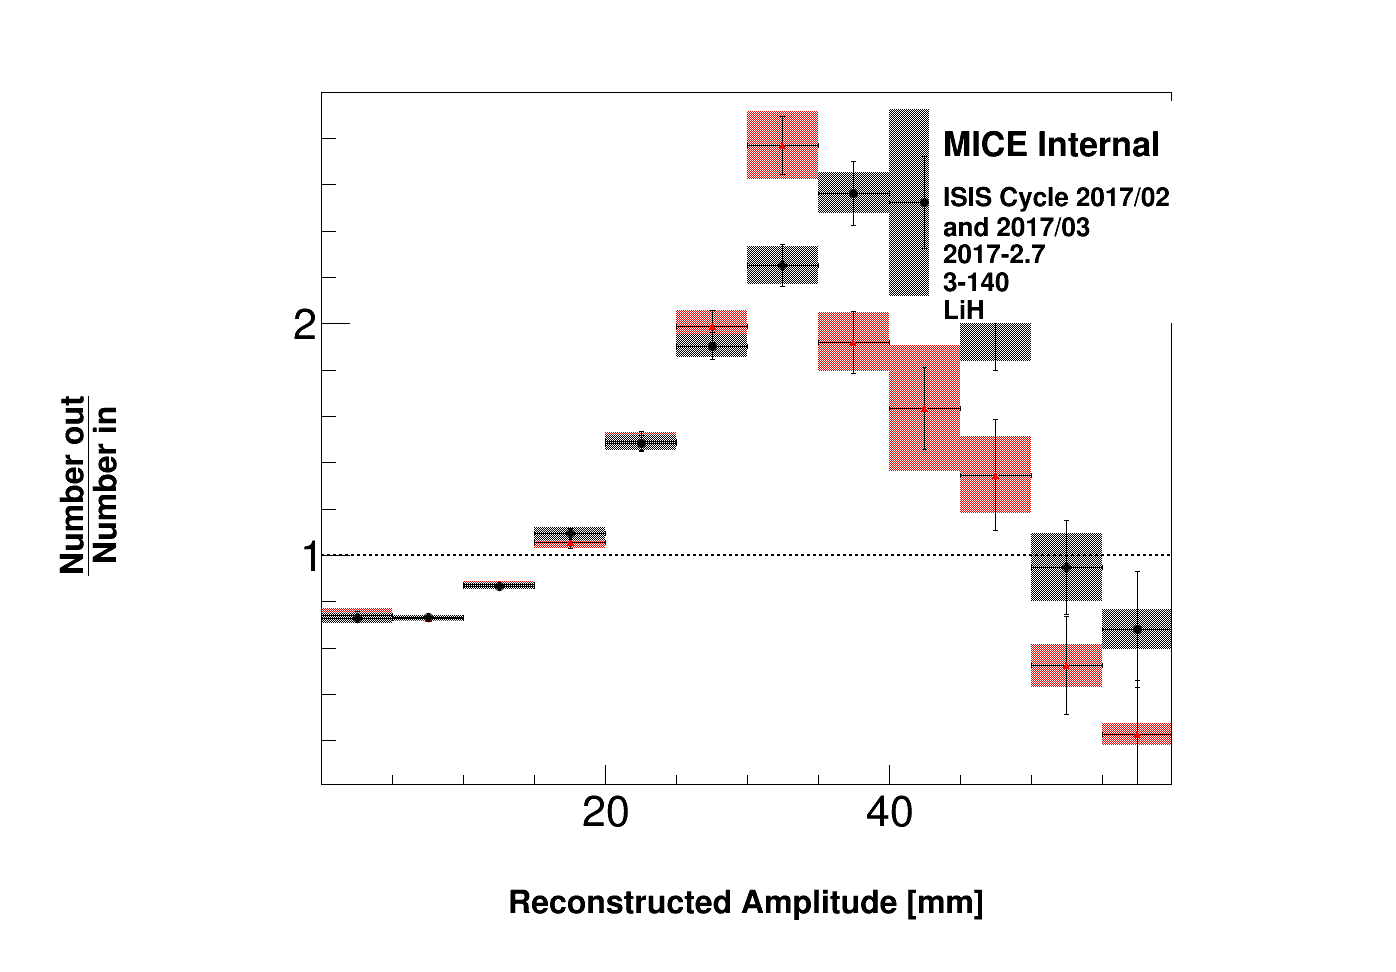 MICE Internal
ISIS Cycle 2017/02
and 2017/03
2017-2.7
3-140
LiH
2
1
Number out
Number in
20
40
Reconstructed Amplitude [mm]